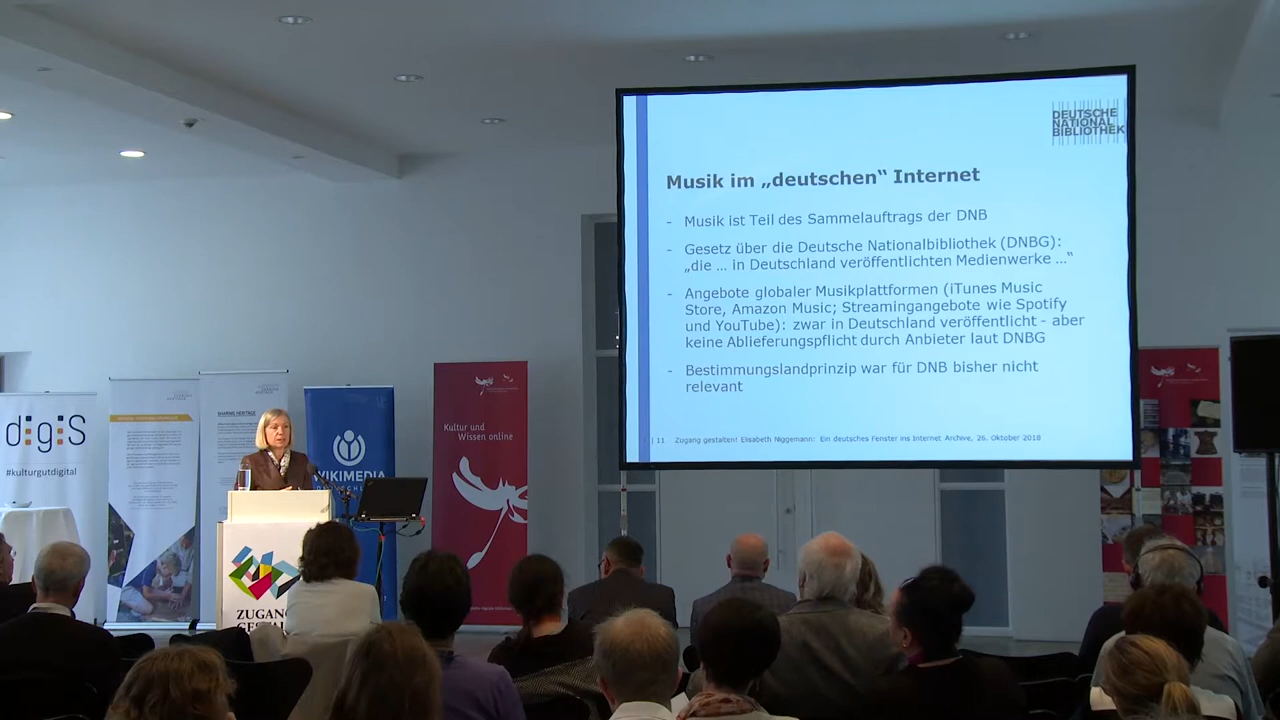 DEUTSCHE
NATIONAL
BIBLIOTHEK
Musik im „deutschen“ Internet
- Musik ist Teil des Sammelauftrags der DNB
- Gesetz über die Deutsche Nationalbibliothek (DNBG):
„die ... in Deutschland veröffentlichten Medienwerke ...“
- Angebote globaler Musikplattformen (iTunes Music
Store, Amazon Music; Streamingangebote wie Spotify
und YouTube): zwar in Deutschland veröffentlicht - aber
keine Ablieferungspflicht durch Anbieter laut DNBG
- Bestimmungslandprinzip war für DNB bisher nicht
relevant
| 11 Zugang gestalten! Elisabeth Niggemann: Ein deutsches Fenster ins Internet Archive, 26. Oktober 2018
d:g:S
#kulturgutdigital
SHARING HERITAGE
WIKIMEDIA
Kultur und
Wissen online
ZUGANG